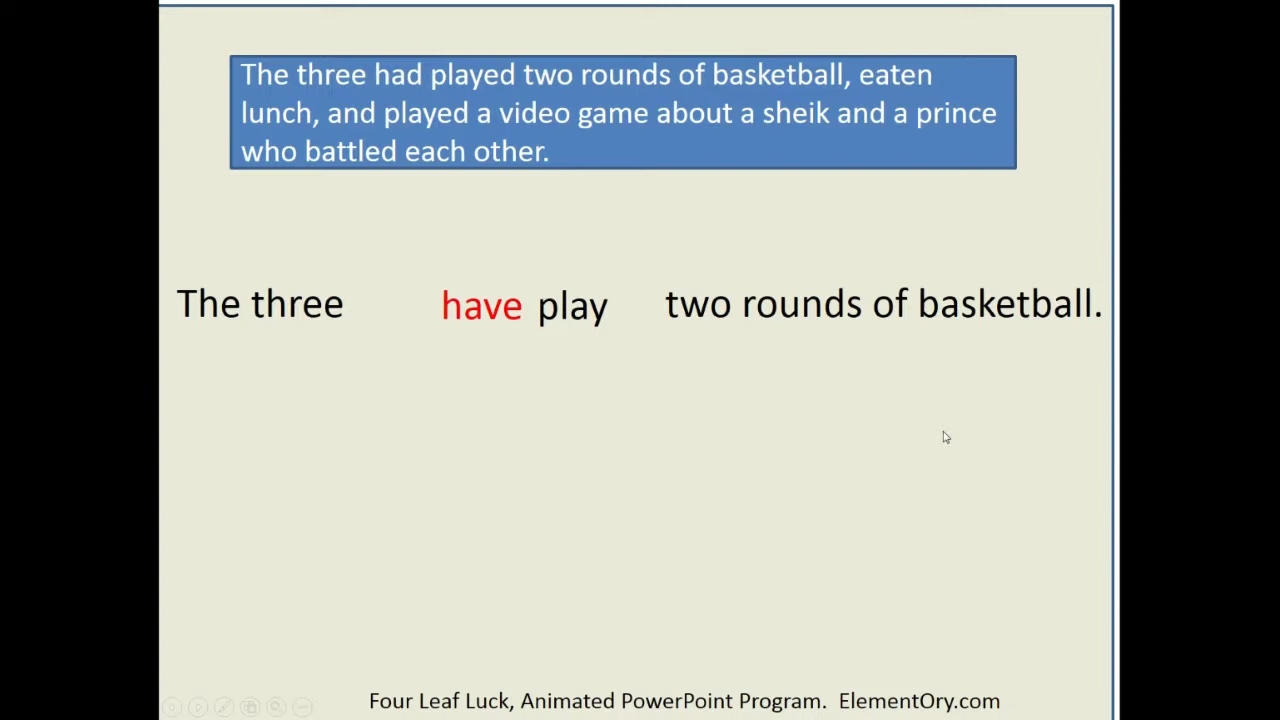 The three had played two rounds of basketball, eaten
lunch, and played a video game about a sheik and a prince
who battled each other.
The three have play two rounds of basketball.
Four Leaf Luck, Animated PowerPoint Program. ElementOry.com